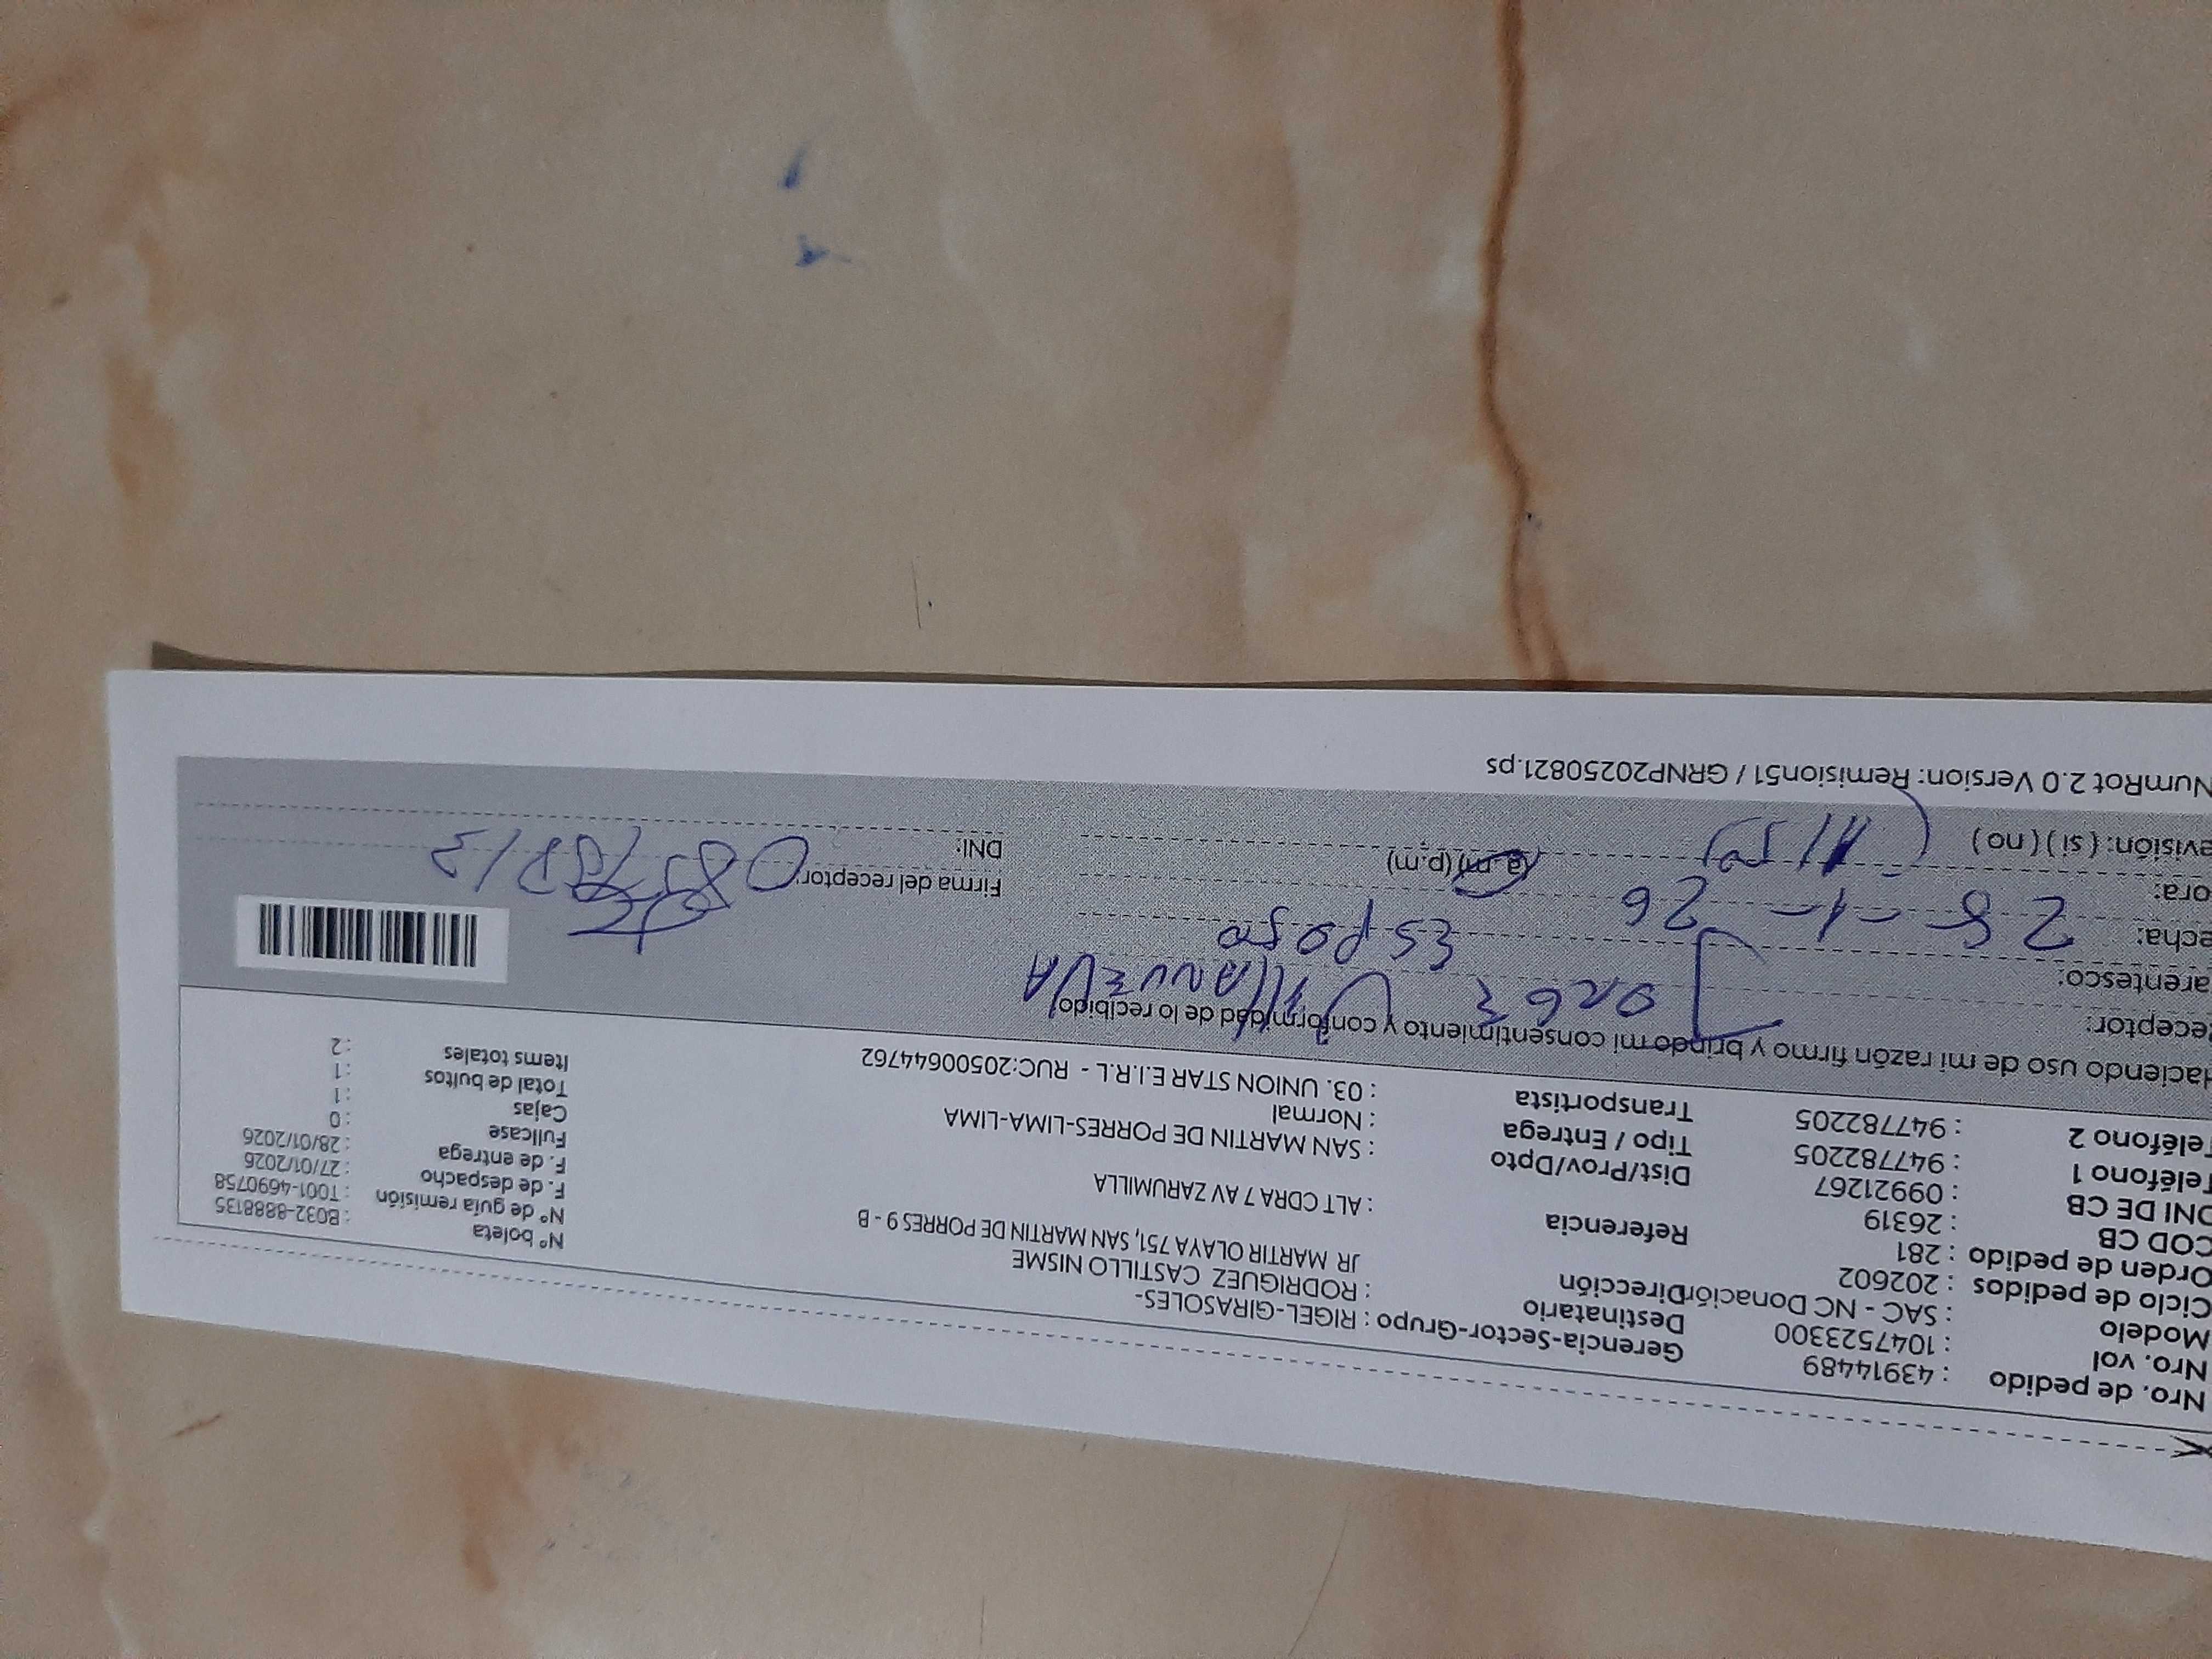 Nro. de pedido : 43914489 Gerencia-Sector-Grupo : RIGEL-GIRASOLES-
Nro. vol : 1047523300 Destinatario : RODRIGUEZ CASTILLO NISME
Modelo : SAC - NC Donación Dirección JR MARTIR OLAYA 751, SAN MARTIN DE PORRES 9 - B
Ciclo de pedidos : 202602
Orden de pedido : 281 Referencia : ALT CDRA 7 AV ZARUMILLA
COD CB : 26319
DNI DE CB : 09921267 Dist/Prov/Dpto : SAN MARTIN DE PORRES-LIMA-LIMA
Teléfono 1 : 947782205 Tipo / Entrega : Normal
Teléfono 2 : 947782205 Transportista : 03. UNION STAR E.I.R.L - RUC:20500644762
N° boleta : B032-8888135
N° de guía remisión : T001-4690758
F. de despacho : 27/01/2026
F. de entrega : 28/01/2026
Fullcase : 0
Cajas : 1
Total de bultos : 1
Items totales : 2
Haciendo uso de mi razón firmo y brindo mi consentimiento y conformidad de lo recibido
Receptor: JORGE VILLANUEVA
arentesco: ESPOSO
echa: 28-1-26
ora: (a.m) (p.m)
evisión: ( si ) ( no )
Firma del receptor:
DNI:
NumRot 2.0 Version: Remision51 / GRNP20250821.ps